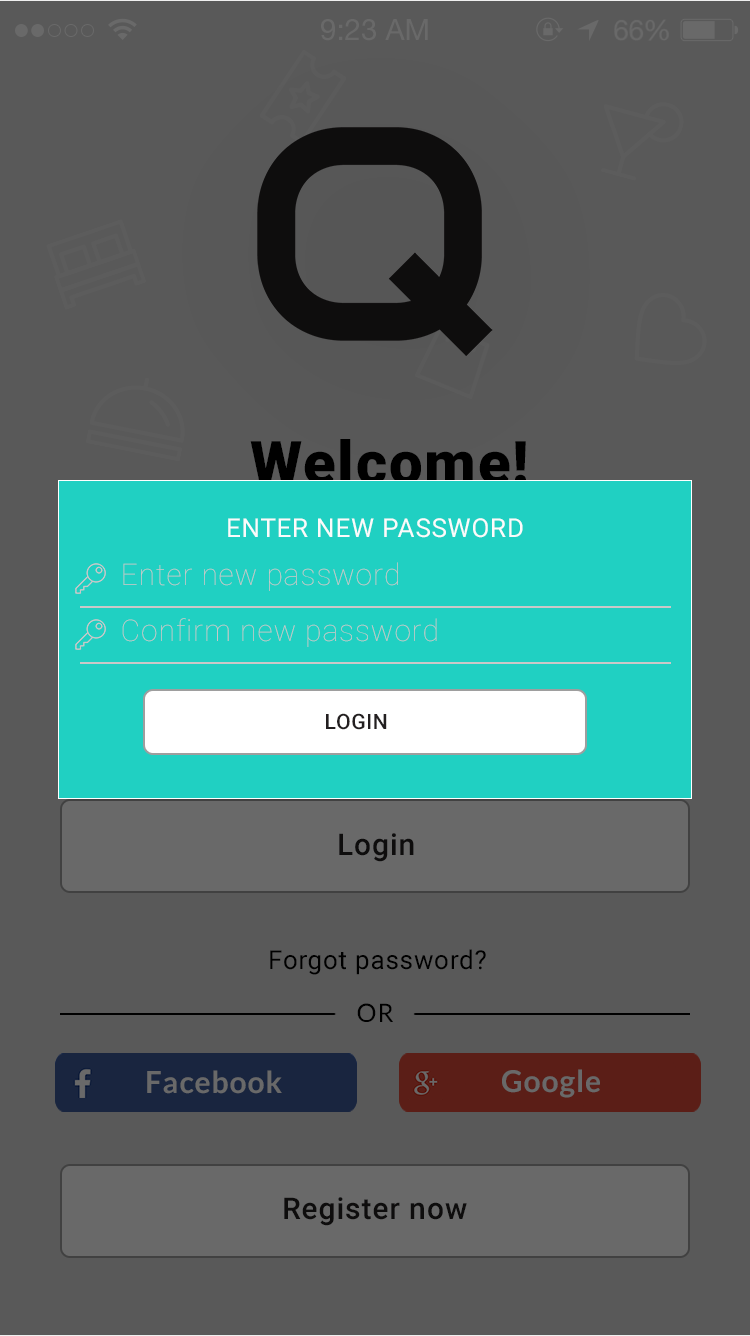 9:23 AM 66%
Q
Welcome!
ENTER NEW PASSWORD
Enter new password
Confirm new password
LOGIN
Login
Forgot password?
OR
f Facebook
g+ Google
Register now